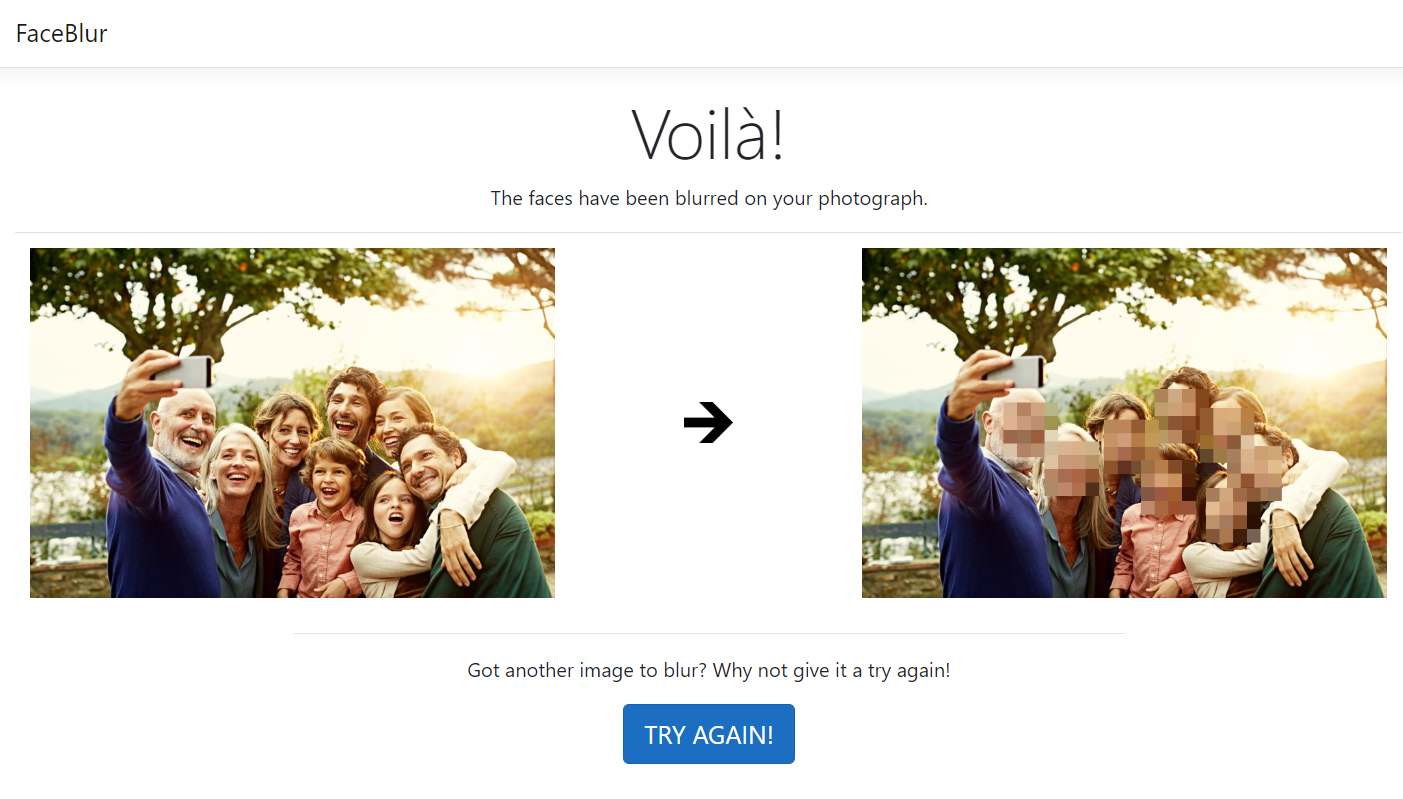 FaceBlur
Voilà!
The faces have been blurred on your photograph.
Got another image to blur? Why not give it a try again!
TRY AGAIN!